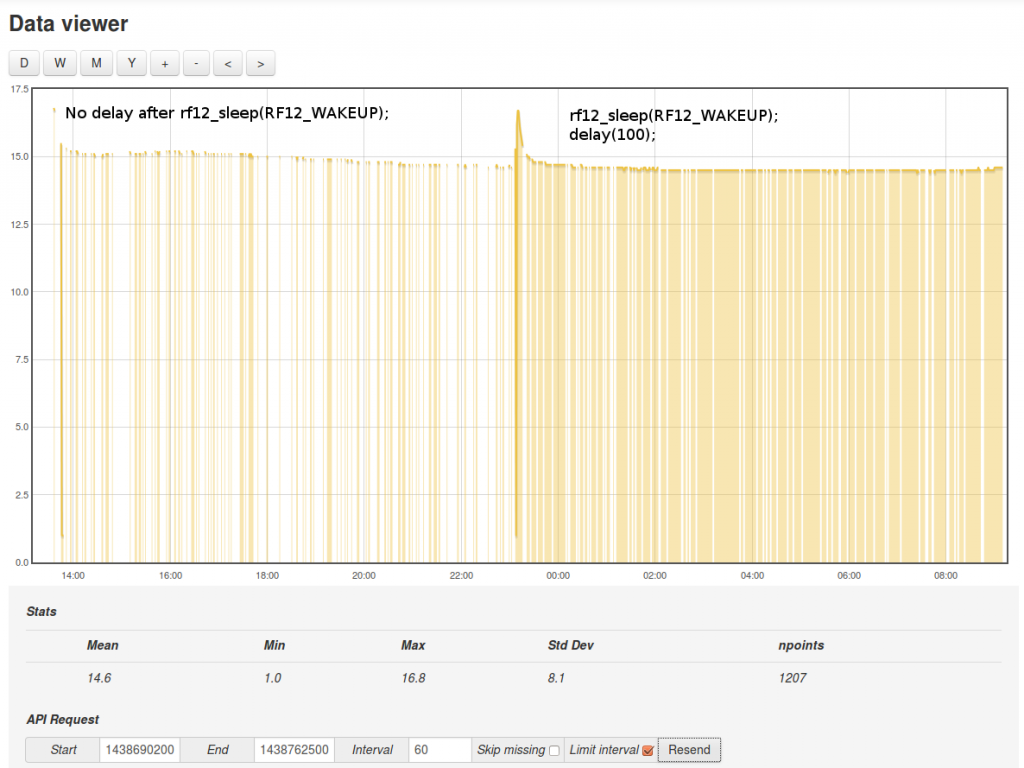 Data viewer
D W M Y + - < >
17.5
No delay after rf12_sleep(RF12_WAKEUP);
rf12_sleep(RF12_WAKEUP);
delay(100);
15.0
12.5
10.0
7.5
5.0
2.5
0.0
14:00 16:00 18:00 20:00 22:00 00:00 02:00 04:00 06:00 08:00
Stats
Mean Min Max Std Dev npoints
14.6 1.0 16.8 8.1 1207
API Request
Start 1438690200 End 1438762500 Interval 60 Skip missing Limit interval Resend